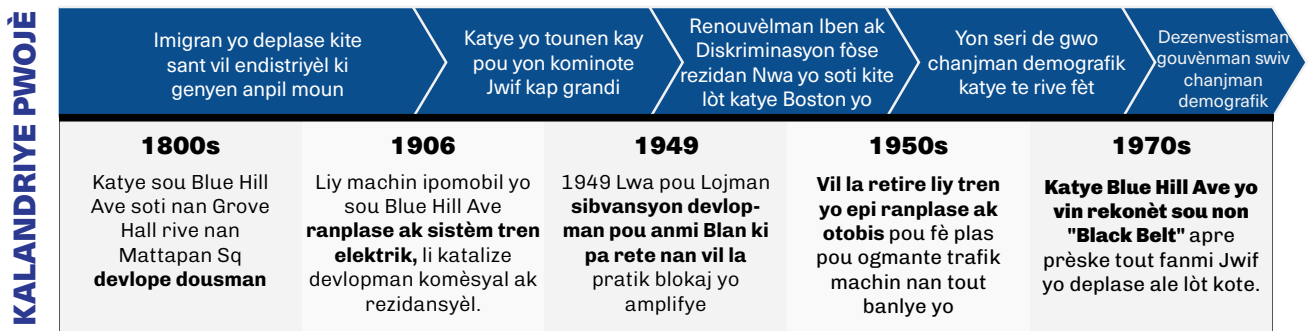 KALANDRIYE PWOJÈ
Imigran yo deplase kite
sant vil endistriyèl ki
genyen anpil moun
Katye yo tounen kay
pou yon kominote
Jwif kap grandi
Renouvèlman Iben ak
Diskriminasyon fòse
rezidan Nwa yo soti kite
lòt katye Boston yo
Yon seri de gwo
chanjman demografik
katye te rive fèt
Dezenvestisman
gouvènman swiv
chanjman
demografik
1800s
Katye sou Blue Hill
Ave soti nan Grove
Hall rive nan
Mattapan Sq
devlope dousman
1906
Liy machin ipomobil yo
sou Blue Hill Ave
ranplase ak sistèm tren
elektrik, li katalize
devlopman komèsyal ak
rezidansyèl.
1949
1949 Lwa pou Lojman
sibvansyon devlop-
man pou anmi Blan ki
pa rete nan vil la
pratik blokaj yo
amplifye
1950s
Vil la retire liy tren
yo epi ranplase ak
otobis pou fè plas
pou ogmante trafik
machin nan tout
banlye yo
1970s
Katye Blue Hill Ave yo
vin rekonèt sou non
"Black Belt" apre
prèske tout fanmi Jwif
yo deplase ale lòt kote.